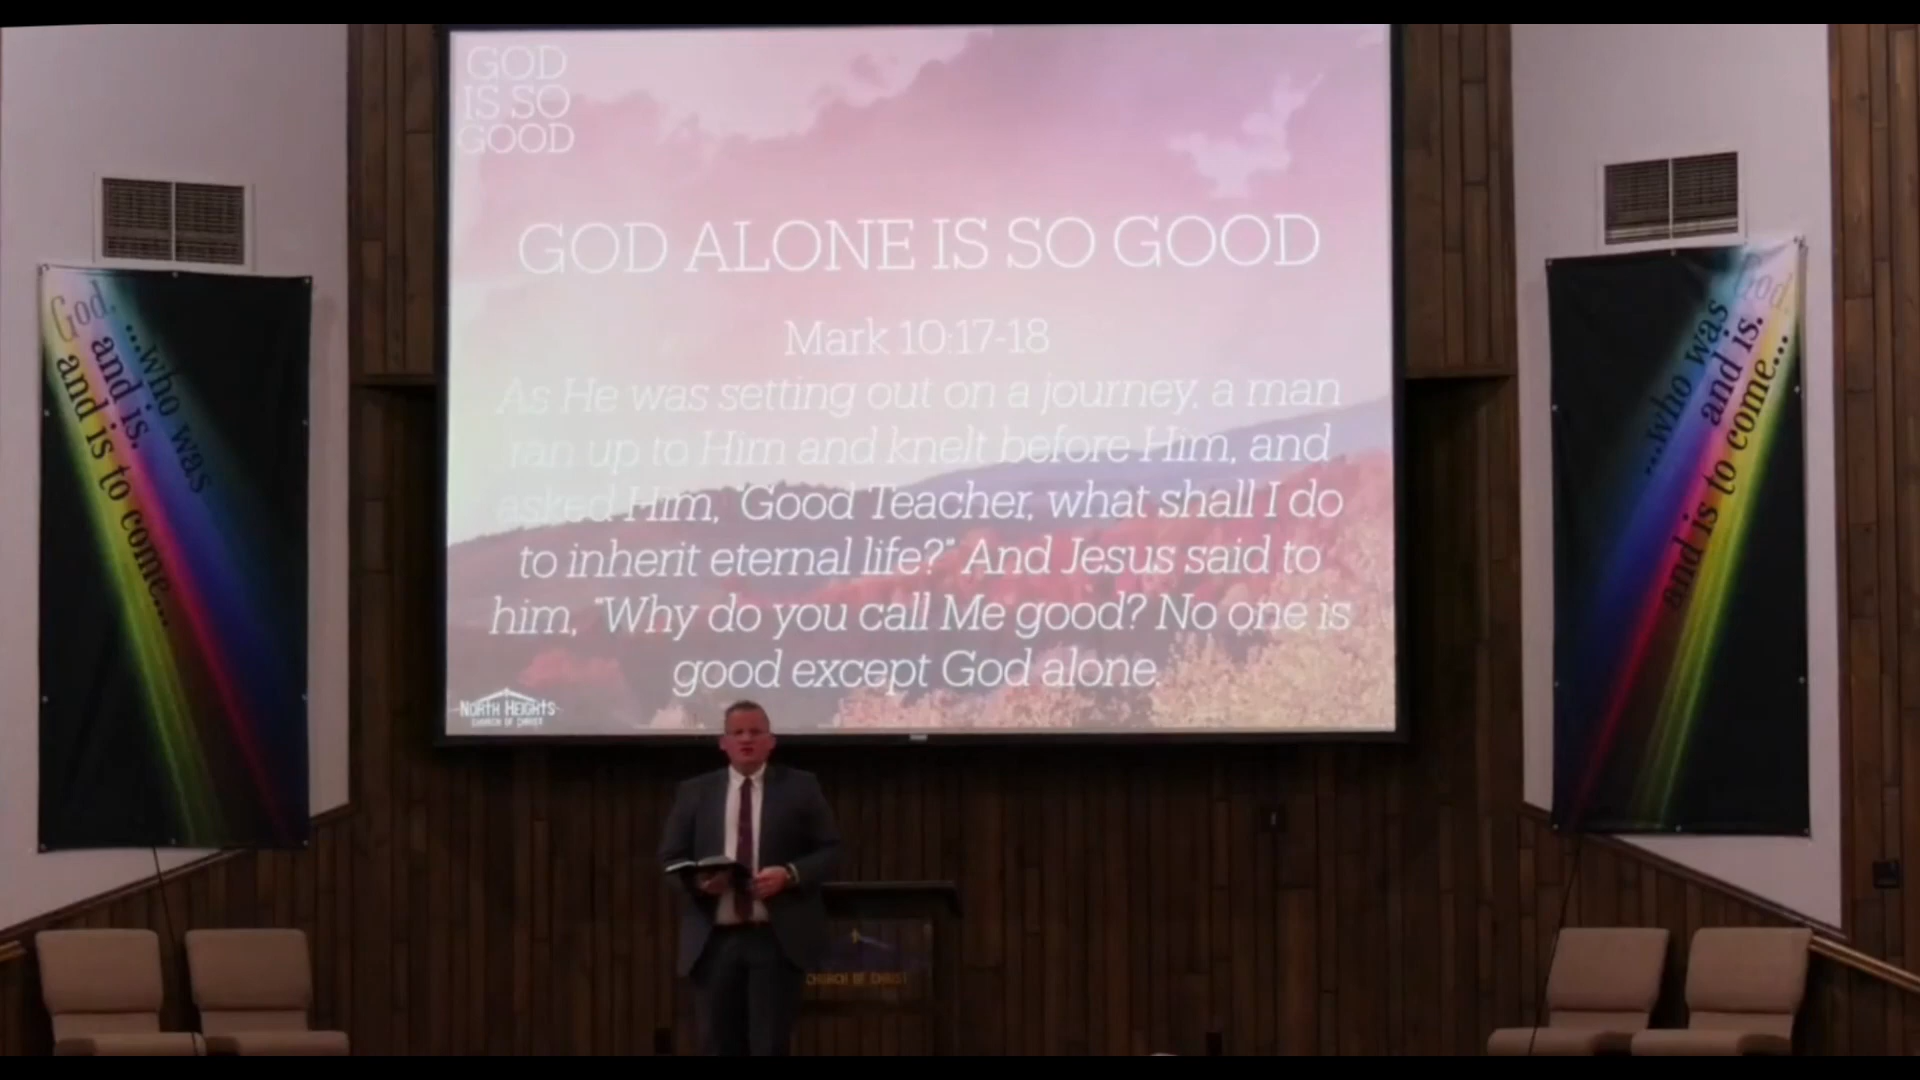 GOD
IS SO
GOOD
GOD ALONE IS SO GOOD
Mark 10:17-18
As He was setting out on a journey, a man
ran up to Him and knelt before Him, and
asked Him, "Good Teacher, what shall I do
to inherit eternal life?" And Jesus said to
him, "Why do you call Me good? No one is
good except God alone.
NORTH HEIGHTS
CHURCH OF CHRIST
God,
...who was
and is.
and is to come...
God,
...who was
and is.
and is to come...
CHURCH OF CHRIST